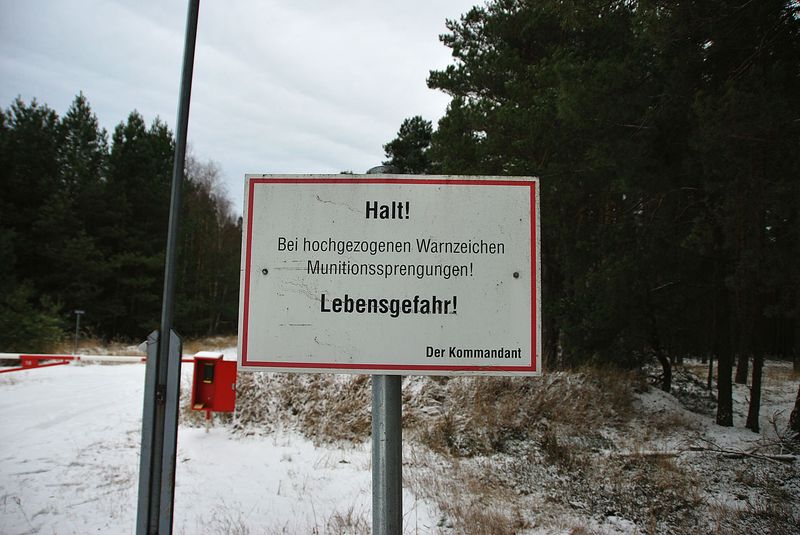 Halt!
Bei hochgezogenen Warnzeichen
Munitionssprengungen!
Lebensgefahr!
Der Kommandant